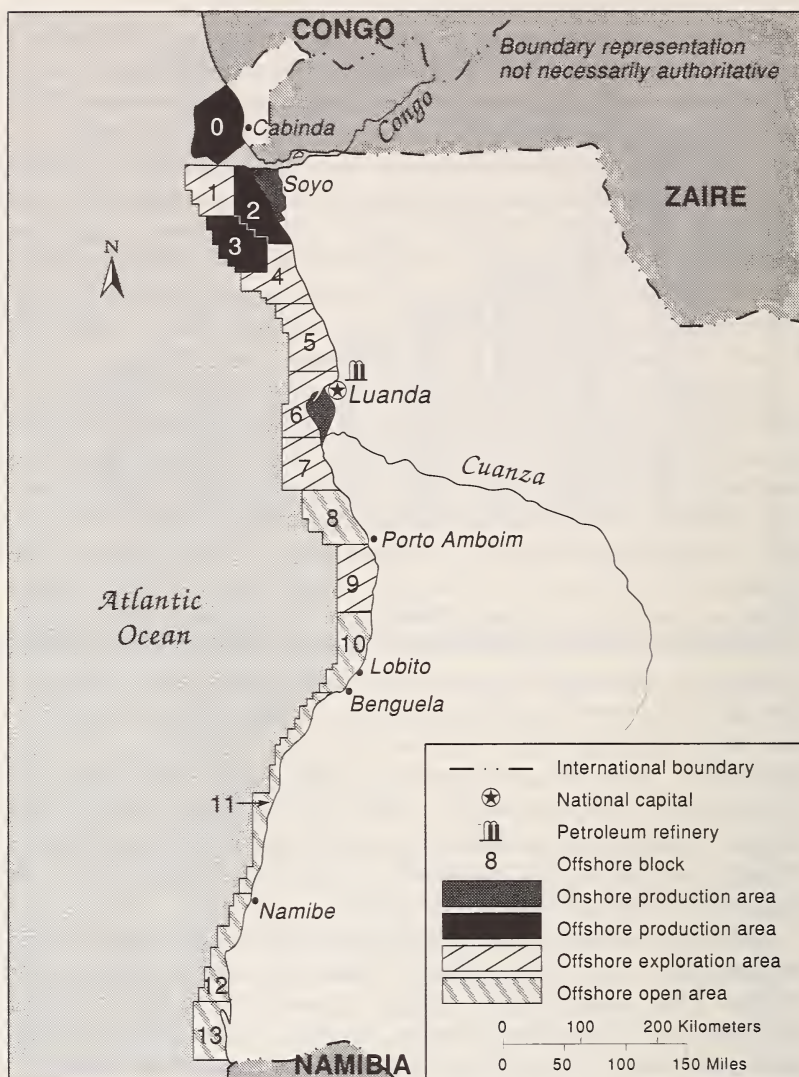 CONGO
Boundary representation
not necessarily authoritative
Congo
0
Cabinda
1
Soyo
2
ZAIRE
3
N
4
5
Luanda
6
7
Cuanza
8
Porto Amboim
9
Atlantic
Ocean
10
Lobito
Benguela
11
Namibe
12
13
NAMIBIA
International boundary
National capital
Petroleum refinery
8 Offshore block
Onshore production area
Offshore production area
Offshore exploration area
Offshore open area
0 100 200 Kilometers
0 50 100 150 Miles